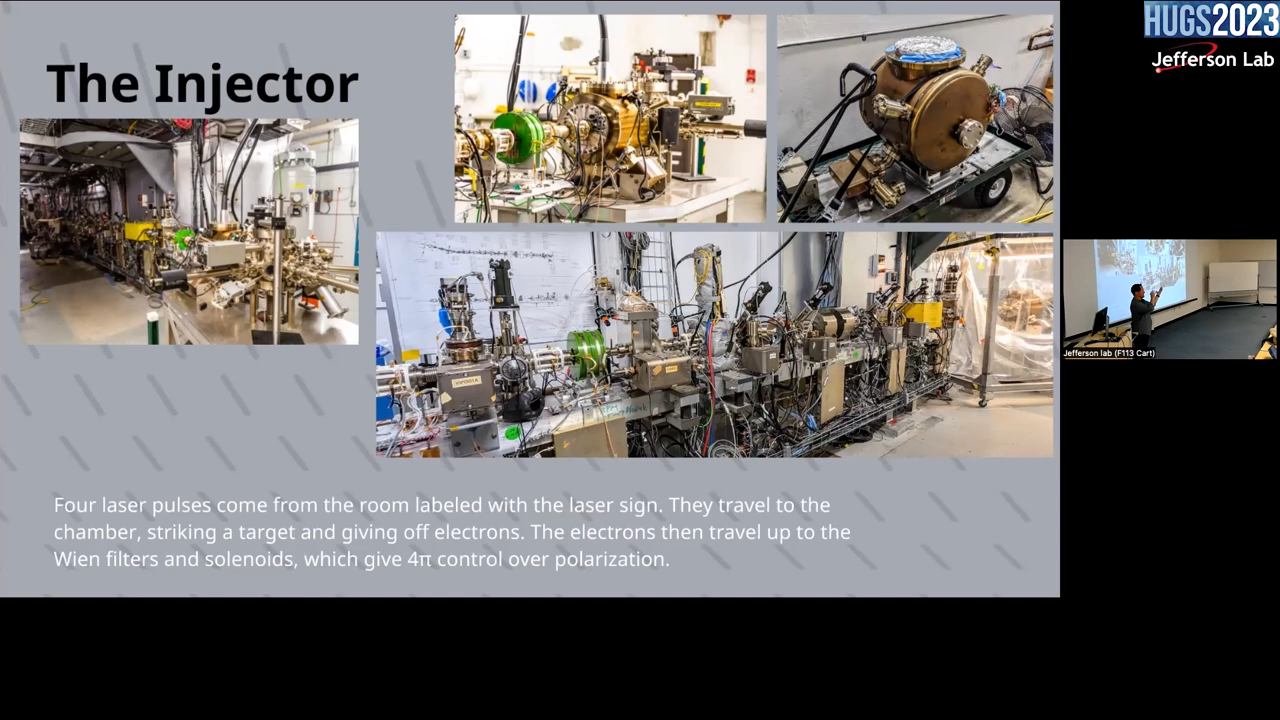 The Injector
Four laser pulses come from the room labeled with the laser sign. They travel to the
chamber, striking a target and giving off electrons. The electrons then travel up to the
Wien filters and solenoids, which give 4π control over polarization.
HUGS2023
Jefferson Lab
Jefferson lab (F113 Cart)